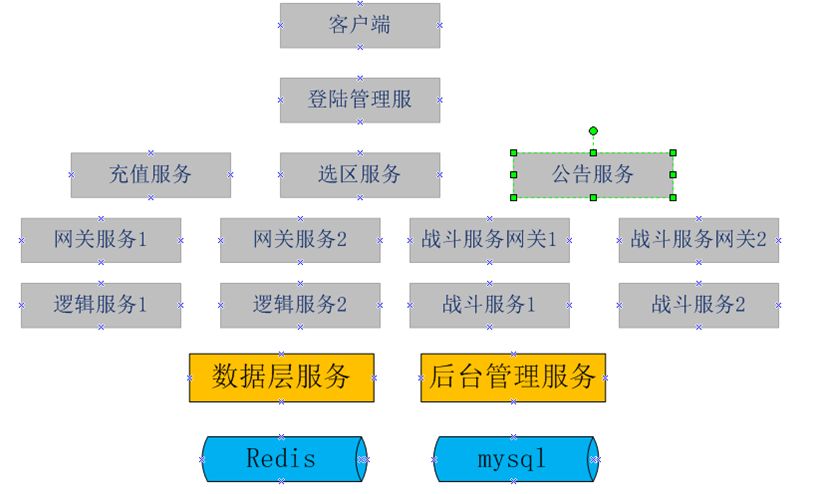 客户端
登陆管理服
充值服务
选区服务
公告服务
网关服务1
网关服务2
战斗服务网关1
战斗服务网关2
逻辑服务1
逻辑服务2
战斗服务1
战斗服务2
数据层服务
后台管理服务
Redis
mysql